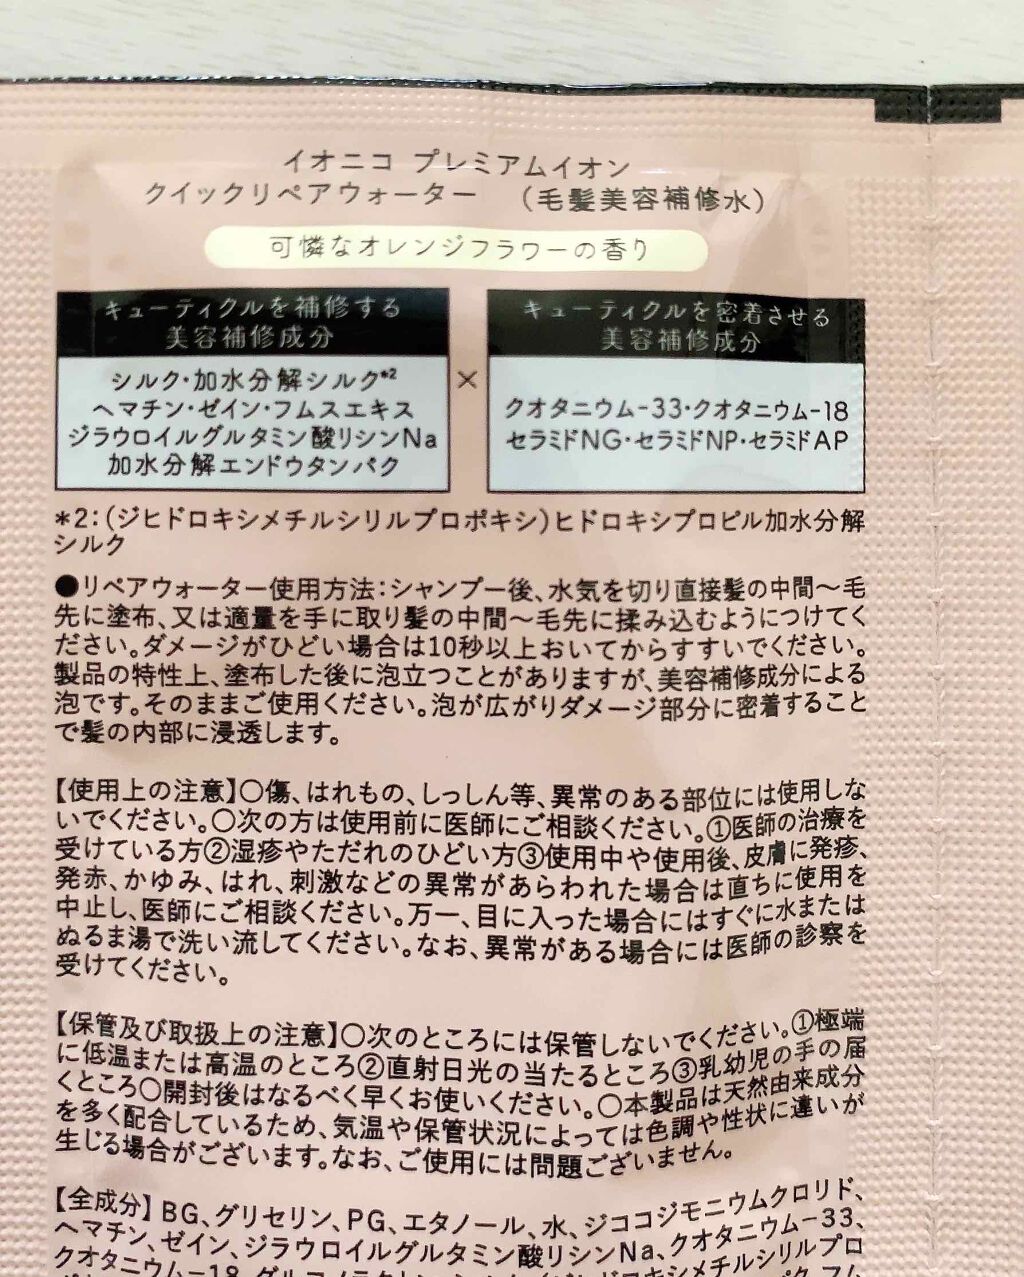 イオニコ プレミアムイオン
クイックリペアウォーター （毛髪美容補修水）
可憐なオレンジフラワーの香り
キューティクルを補修する
美容補修成分
シルク・加水分解シルク*2
ヘマチン・ゼイン・フムスエキス
ジラウロイルグルタミン酸リシンNa
加水分解エンドウタンパク
×
キューティクルを密着させる
美容補修成分
クオタニウム-33・クオタニウム-18
セラミドNG・セラミドNP・セラミドAP
*2：（ジヒドロキシメチルシリルプロポキシ）ヒドロキシプロピル加水分解
シルク
●リペアウォーター使用方法：シャンプー後、水気を切り直接髪の中間～毛
先に塗布、又は適量を手に取り髪の中間～毛先に揉み込むようにつけてく
ださい。ダメージがひどい場合は10秒以上おいてからすすいでください。
製品の特性上、塗布した後に泡立つことがありますが、美容補修成分による
泡です。そのままご使用ください。泡が広がりダメージ部分に密着すること
で髪の内部に浸透します。
【使用上の注意】○傷、はれもの、しっしん等、異常のある部位には使用しな
いでください。○次の方は使用前に医師にご相談ください。①医師の治療を
受けている方②湿疹やただれのひどい方③使用中や使用後、皮膚に発疹、
発赤、かゆみ、はれ、刺激などの異常があらわれた場合は直ちに使用を
中止し、医師にご相談ください。万一、目に入った場合にはすぐに水または
ぬるま湯で洗い流してください。なお、異常がある場合には医師の診察を
受けてください。
【保管及び取扱上の注意】○次のところには保管しないでください。①極端
に低温または高温のところ②直射日光の当たるところ③乳幼児の手の届
くところ○開封後はなるべく早くお使いください。○本製品は天然由来成分
を多く配合しているため、気温や保管状況によっては色調や性状に違いが
生じる場合がございます。なお、ご使用には問題ございません。
【全成分】BG、グリセリン、PG、エタノール、水、ジココジモニウムクロリド、
ヘマチン、ゼイン、ジラウロイルグルタミン酸リシンNa、クオタニウム-33、
クオタニウム-18、